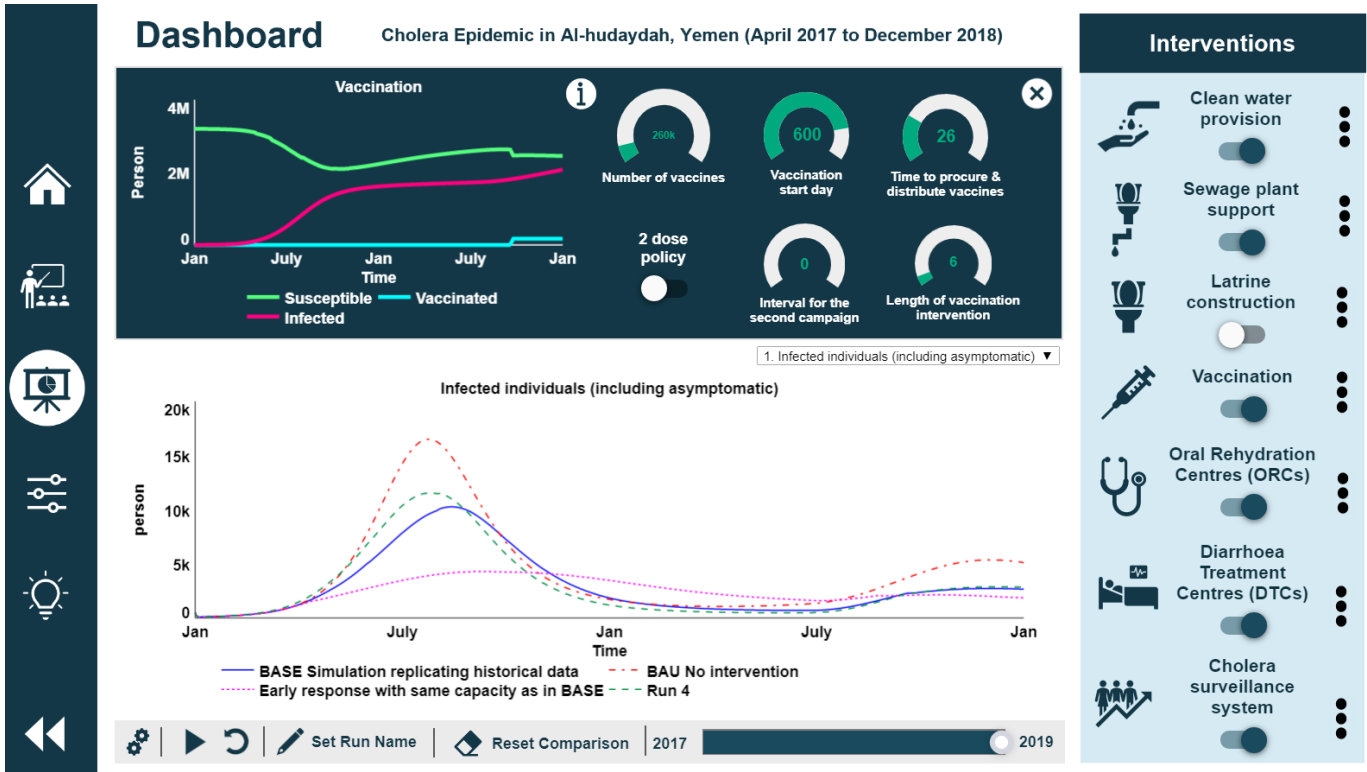 Dashboard
Cholera Epidemic in Al-hudaydah, Yemen (April 2017 to December 2018)
Vaccination
4M
2M
0
Person
Jan July Jan July Jan
Time
Susceptible Vaccinated
Infected
i
260k
Number of vaccines
600
Vaccination
start day
26
Time to procure &
distribute vaccines
2 dose
policy
0
Interval for the
second campaign
6
Length of vaccination
intervention
1. Infected individuals (including asymptomatic) ▼
Infected individuals (including asymptomatic)
20k
15k
10k
5k
0
person
Jan July Jan July Jan
Time
BASE Simulation replicating historical data BAU No intervention
Early response with same capacity as in BASE Run 4
Set Run Name Reset Comparison 2017 2019
Interventions
Clean water
provision
Sewage plant
support
Latrine
construction
Vaccination
Oral Rehydration
Centres (ORCs)
Diarrhoea
Treatment
Centres (DTCs)
Cholera
surveillance
system